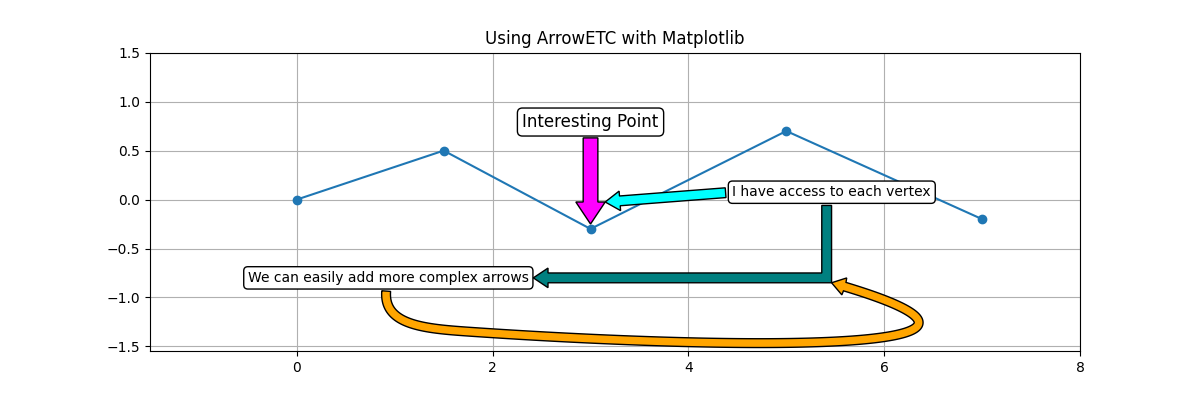 Using ArrowETC with Matplotlib
1.5
1.0
Interesting Point
0.5
I have access to each vertex
0.0
−0.5
We can easily add more complex arrows
−1.0
−1.5
0 2 4 6 8